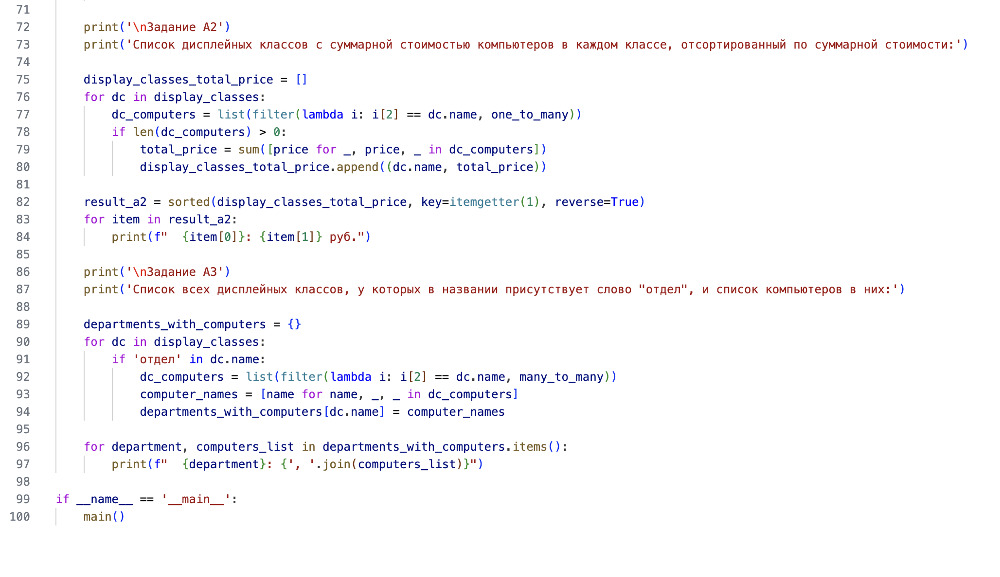 71
72 print('\nЗадание А2')
73 print('Список дисплейных классов с суммарной стоимостью компьютеров в каждом классе, отсортированный по суммарной стоимости:')
74
75 display_classes_total_price = []
76 for dc in display_classes:
77 dc_computers = list(filter(lambda i: i[2] == dc.name, one_to_many))
78 if len(dc_computers) > 0:
79 total_price = sum([price for _, price, _ in dc_computers])
80 display_classes_total_price.append((dc.name, total_price))
81
82 result_a2 = sorted(display_classes_total_price, key=itemgetter(1), reverse=True)
83 for item in result_a2:
84 print(f"  {item[0]}: {item[1]} руб.")
85
86 print('\nЗадание А3')
87 print('Список всех дисплейных классов, у которых в названии присутствует слово "отдел", и список компьютеров в них:')
88
89 departments_with_computers = {}
90 for dc in display_classes:
91 if 'отдел' in dc.name:
92 dc_computers = list(filter(lambda i: i[2] == dc.name, many_to_many))
93 computer_names = [name for name, _, _ in dc_computers]
94 departments_with_computers[dc.name] = computer_names
95
96 for department, computers_list in departments_with_computers.items():
97 print(f"  {department}: {', '.join(computers_list)}")
98
99 if __name__ == '__main__':
100 main()